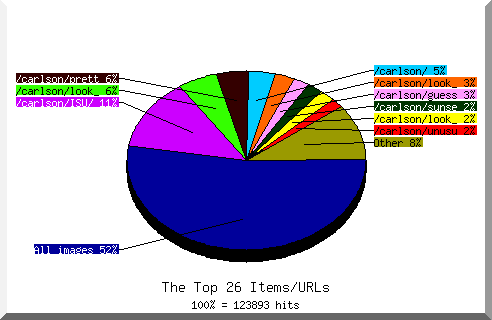 /carlson/prett 6%
/carlson/look_ 6%
/carlson/ISU/ 11%
/carlson/ 5%
/carlson/look_ 3%
/carlson/guess 3%
/carlson/sunse 2%
/carlson/look_ 2%
/carlson/unusu 2%
Other 8%
All images 52%
The Top 26 Items/URLs
100% = 123893 hits